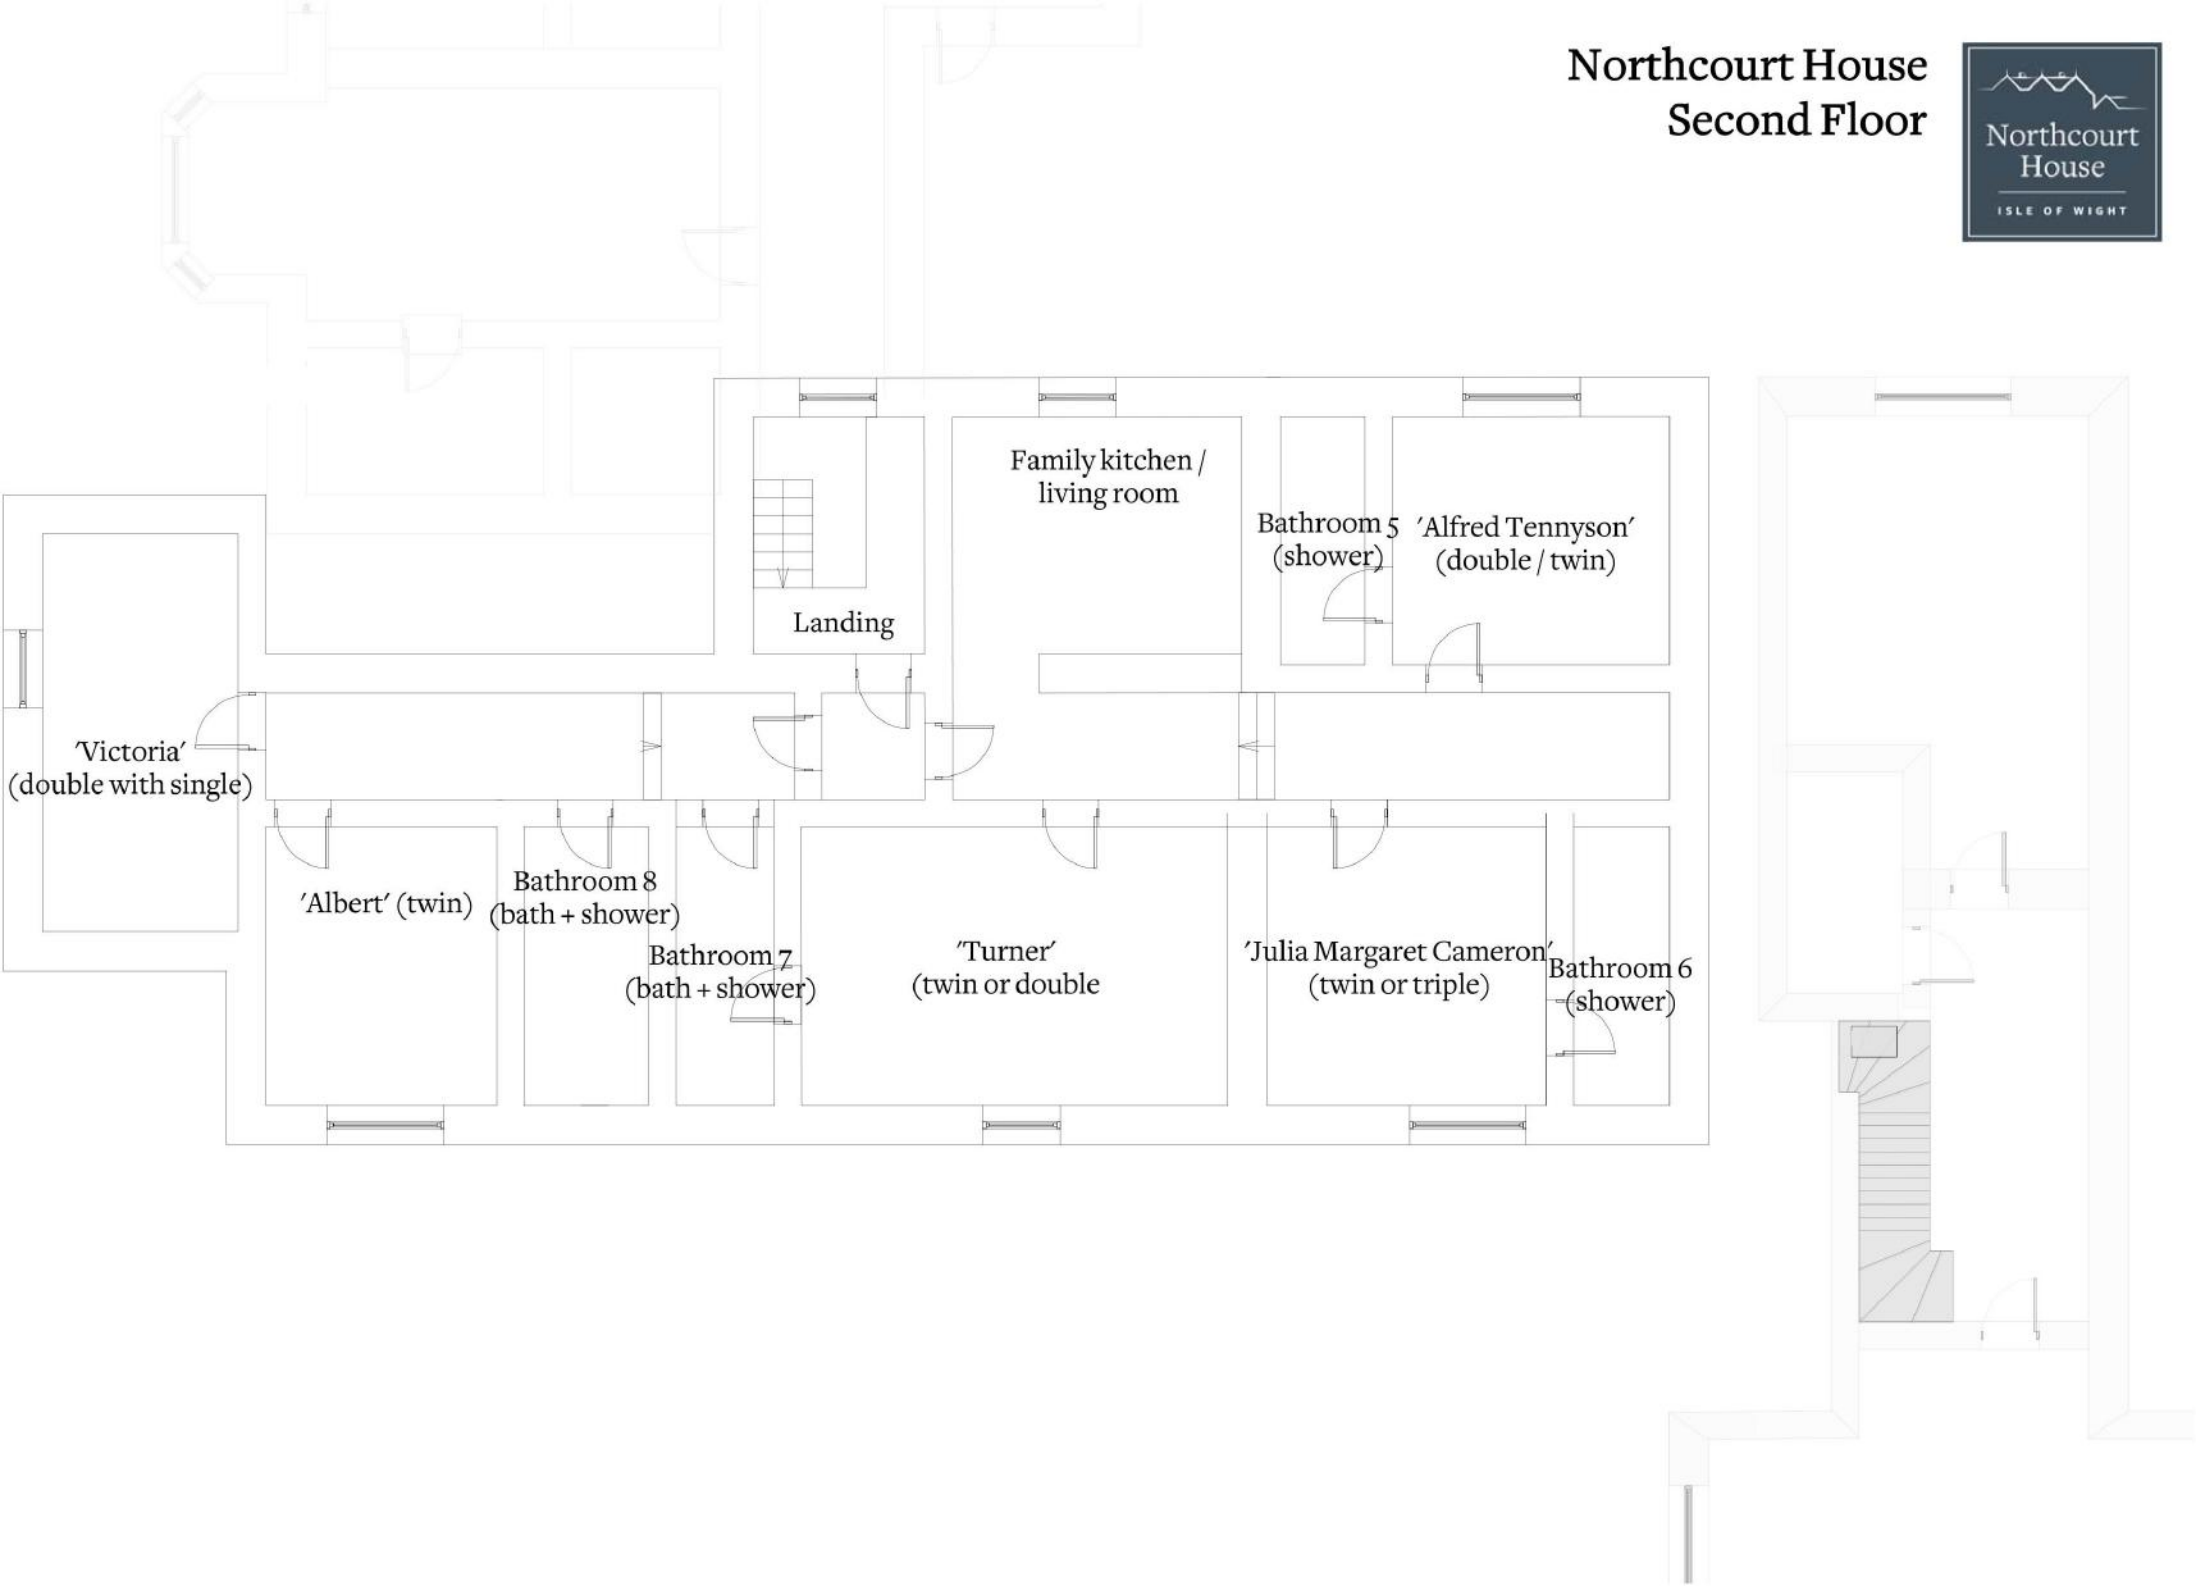 Northcourt House
Second Floor
Northcourt
House
ISLE OF WIGHT
Family kitchen /
living room
Bathroom 5
(shower)
'Alfred Tennyson'
(double / twin)
Landing
'Victoria'
(double with single)
'Albert' (twin)
Bathroom 8
(bath + shower)
Bathroom 7
(bath + shower)
'Turner'
(twin or double
'Julia Margaret Cameron'
(twin or triple)
Bathroom 6
(shower)